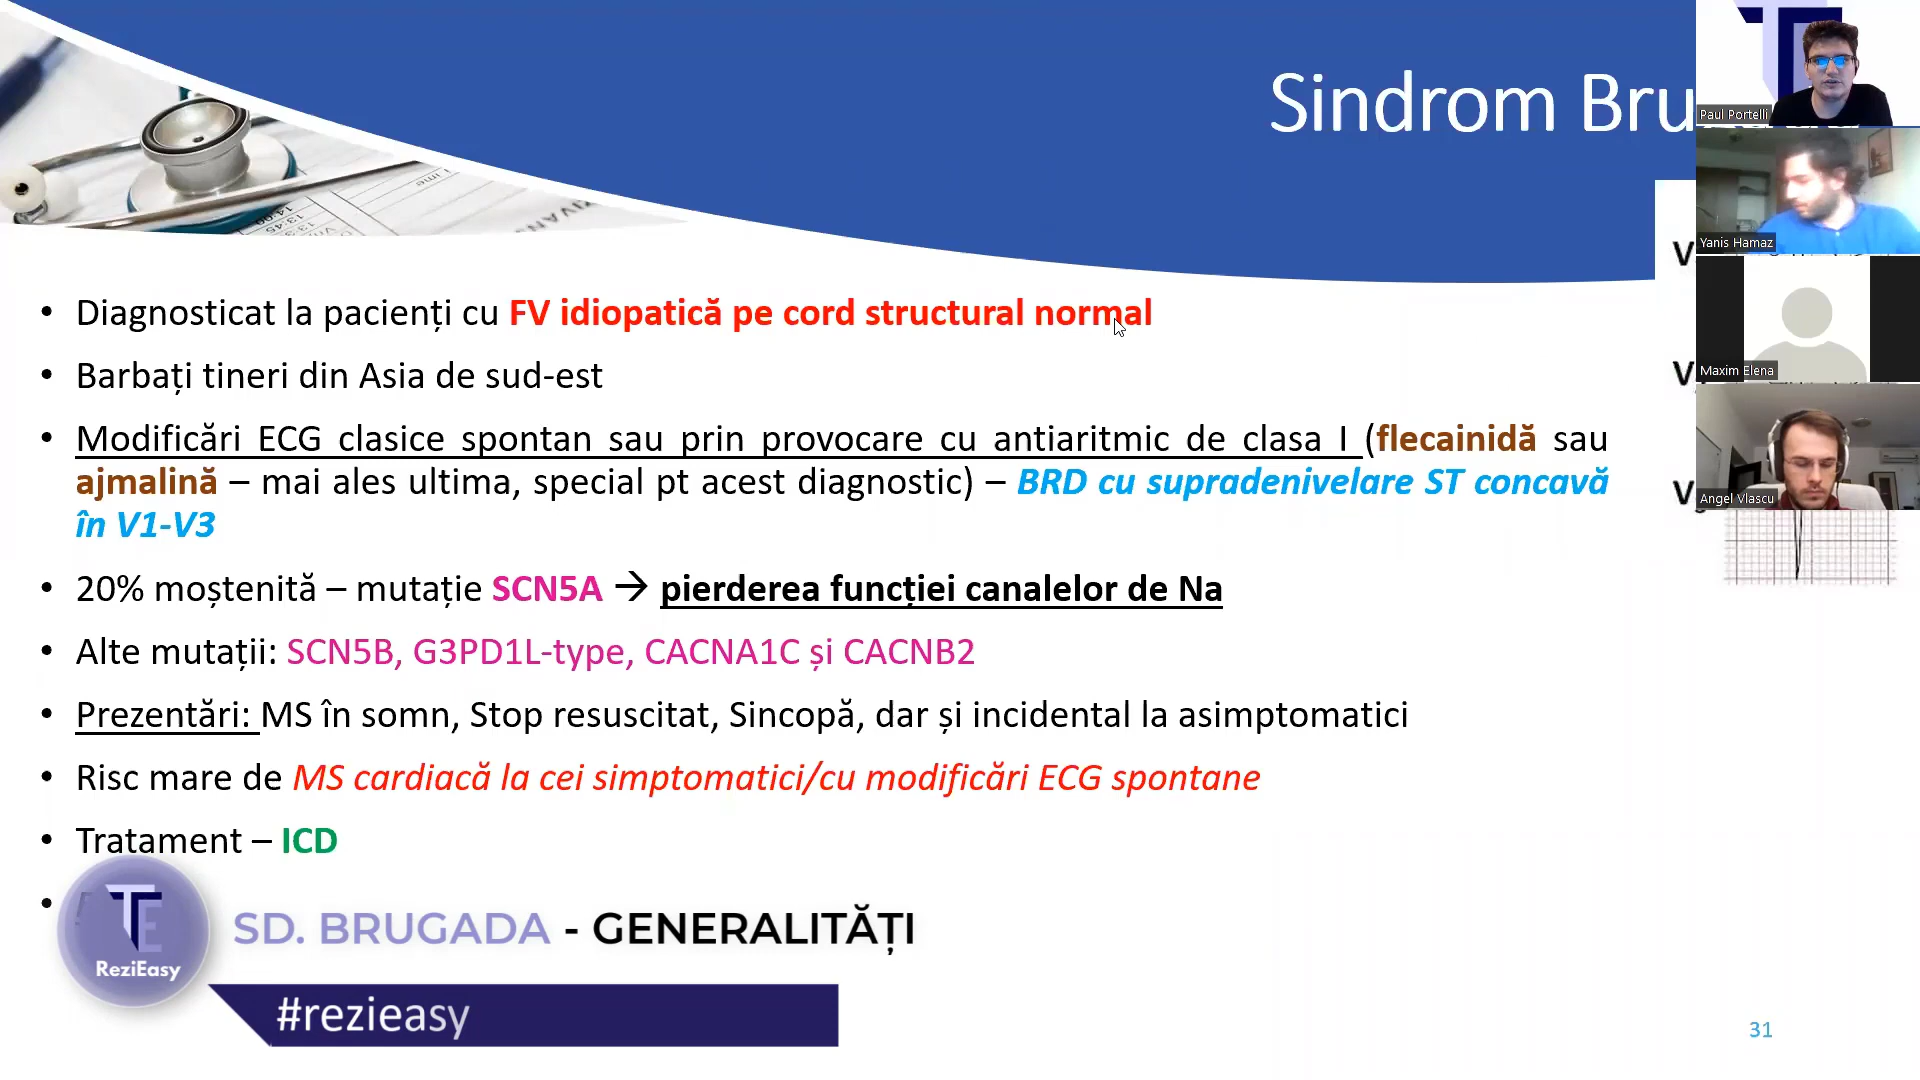 Sindrom Bru
Paul Portelli
Yanis Hamaz
Maxim Elena
Angel Vlascu
• Diagnosticat la pacienți cu FV idiopatică pe cord structural normal
• Barbați tineri din Asia de sud-est
• Modificări ECG clasice spontan sau prin provocare cu antiaritmic de clasa I (flecainidă sau
ajmalină – mai ales ultima, special pt acest diagnostic) – BRD cu supradenivelare ST concavă
în V1-V3
• 20% moștenită – mutație SCN5A → pierderea funcției canalelor de Na
• Alte mutații: SCN5B, G3PD1L-type, CACNA1C și CACNB2
• Prezentări: MS în somn, Stop resuscitat, Sincopă, dar și incidental la asimptomatici
• Risc mare de MS cardiacă la cei simptomatici/cu modificări ECG spontane
• Tratament – ICD
V
V
V
TE
ReziEasy
SD. BRUGADA - GENERALITĂȚI
#rezieasy
31